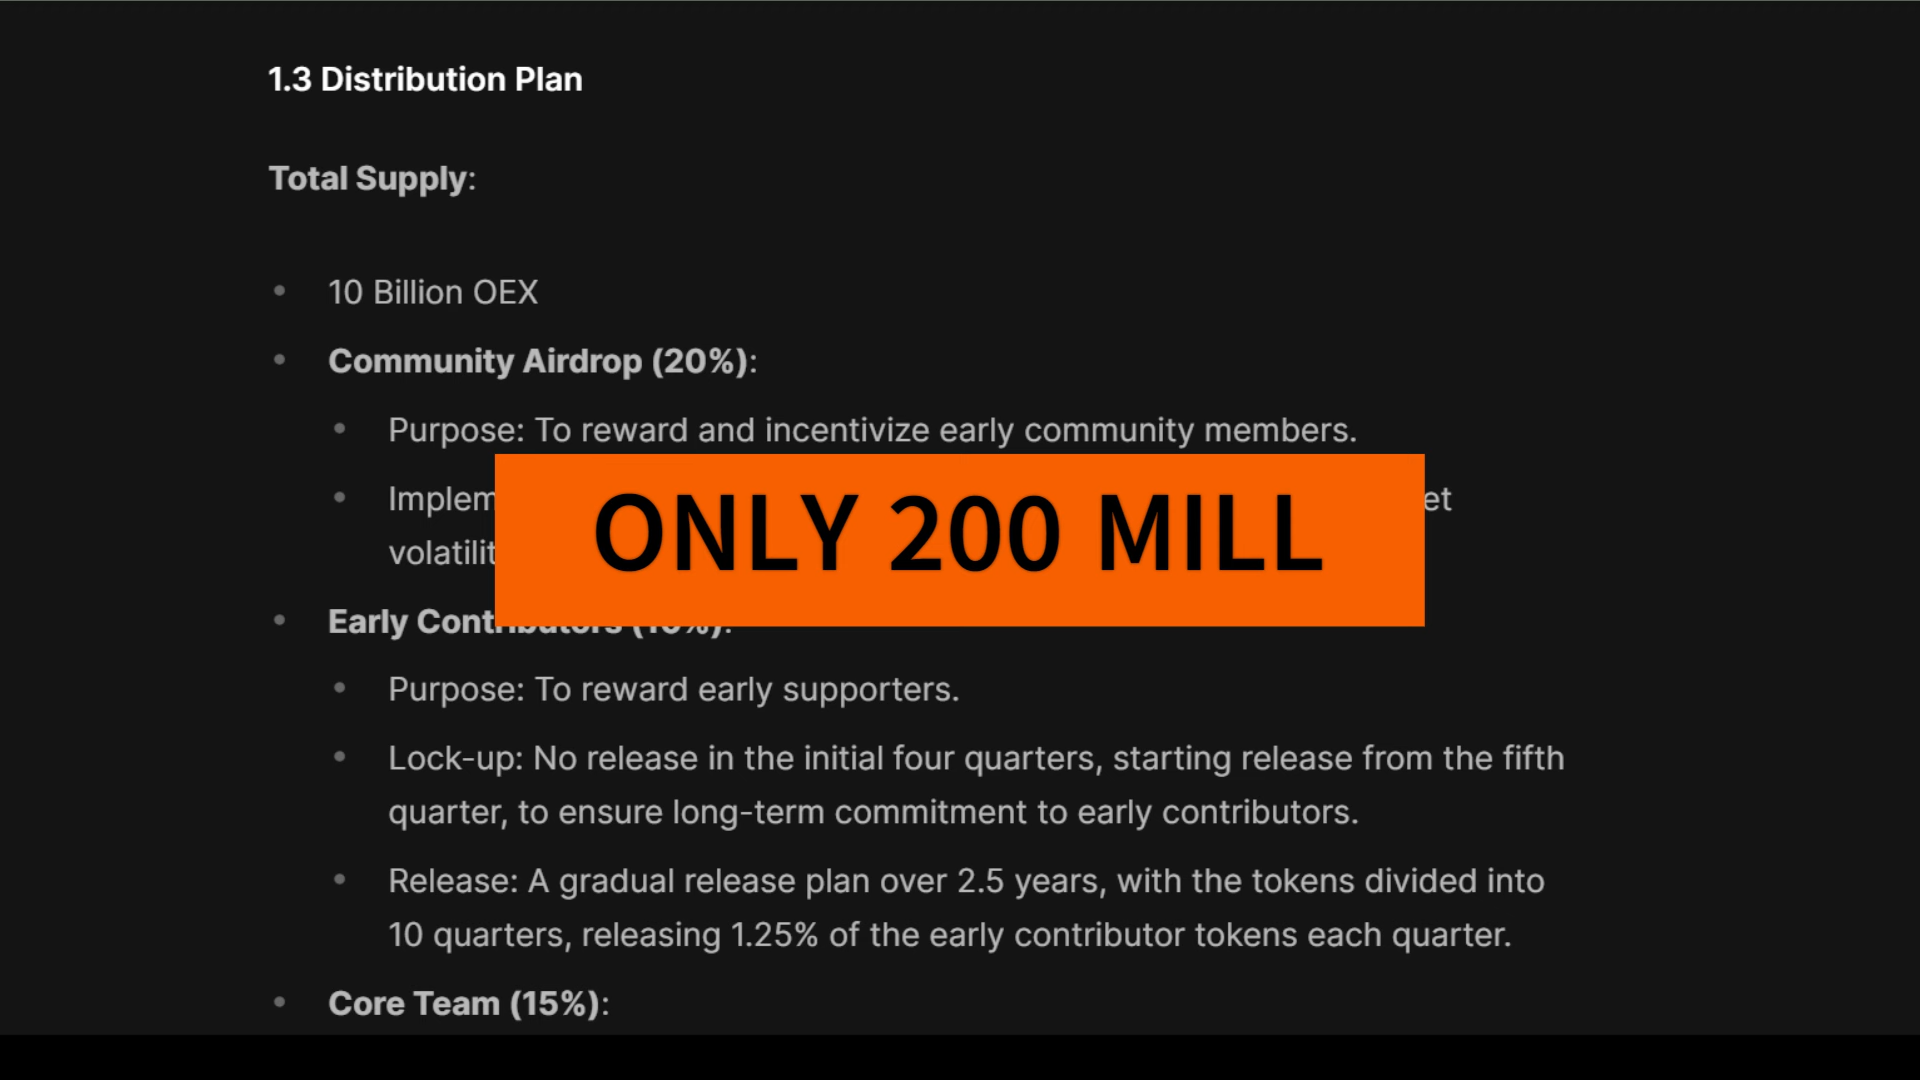 1.3 Distribution Plan
Total Supply:
10 Billion OEX
Community Airdrop (20%):
Purpose: To reward and incentivize early community members.
ONLY 200 MILL
Early Contributors
Purpose: To reward early supporters.
Lock-up: No release in the initial four quarters, starting release from the fifth
quarter, to ensure long-term commitment to early contributors.
Release: A gradual release plan over 2.5 years, with the tokens divided into
10 quarters, releasing 1.25% of the early contributor tokens each quarter.
Core Team (15%):